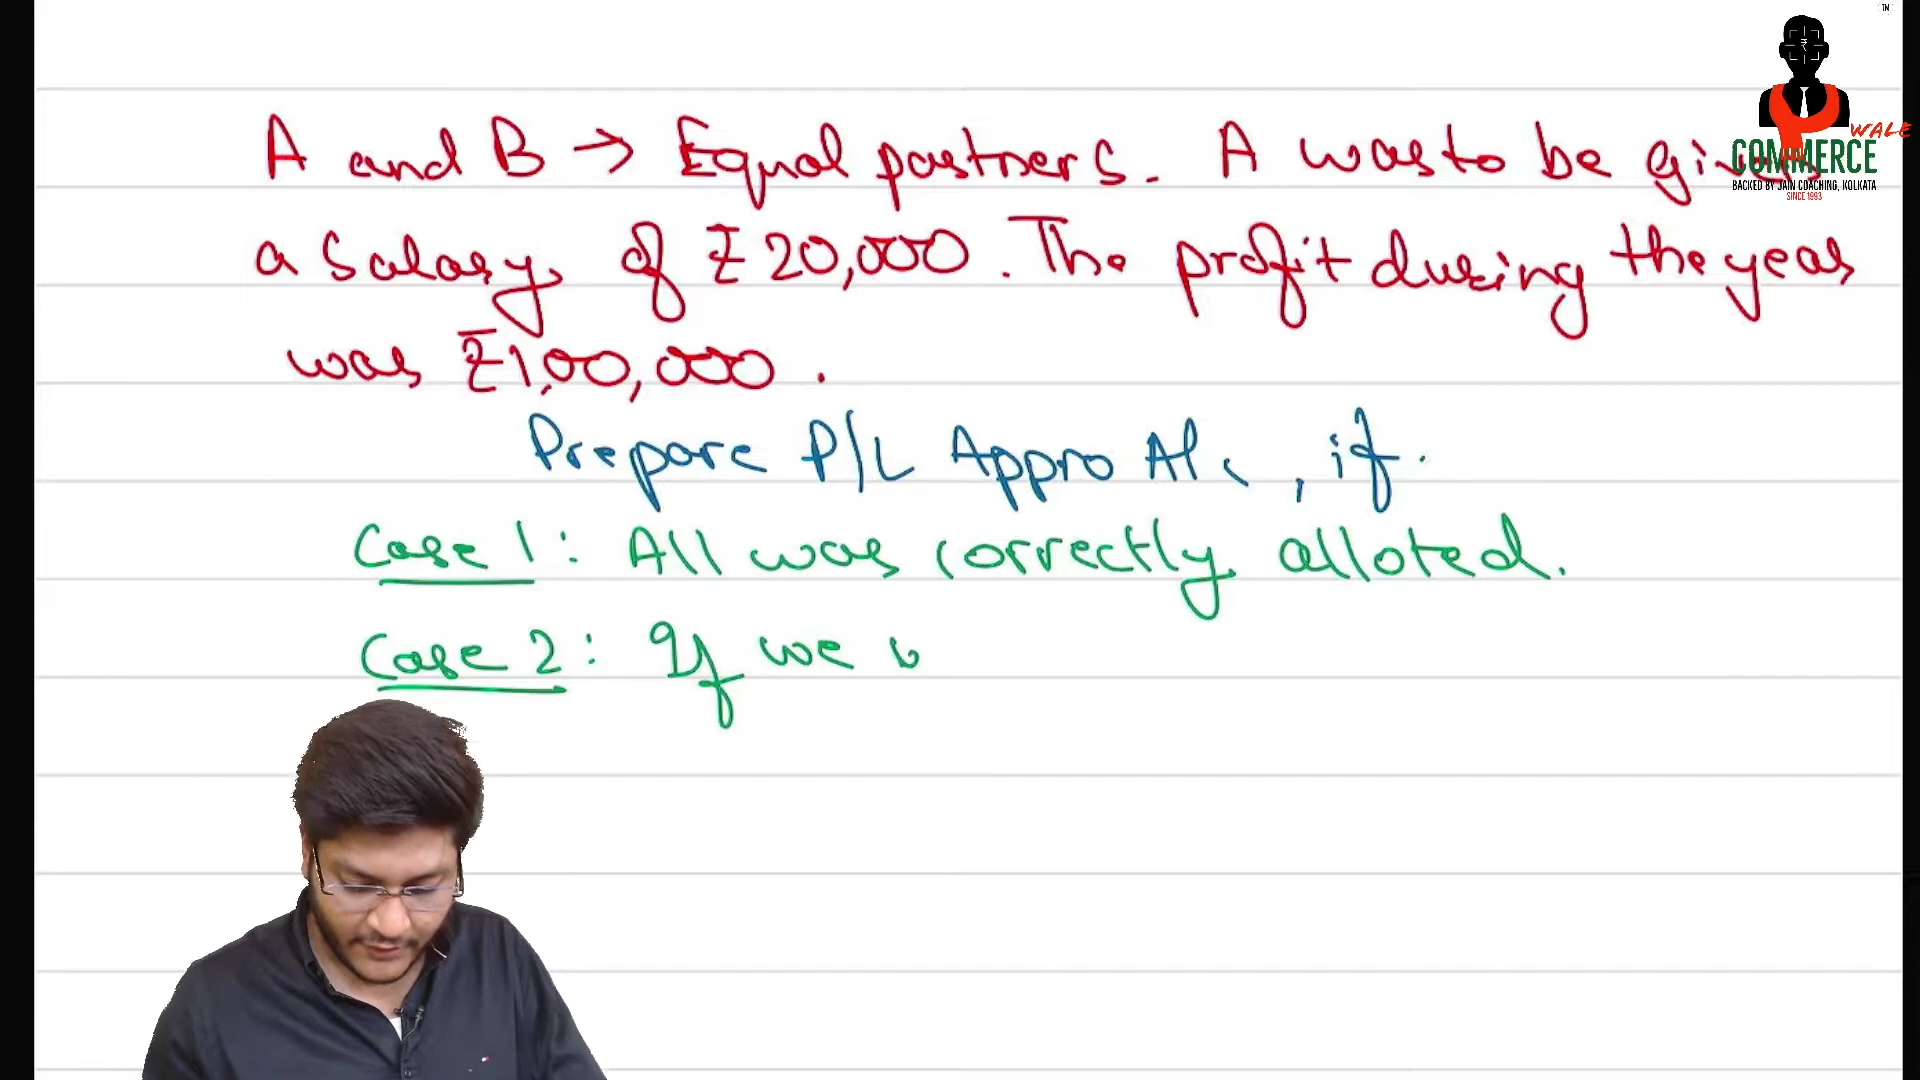 TM
WALE
COMMERCE
BACKED BY JAIN COACHING, KOLKATA
SINCE 1993
A and B → Equal partners. A was to be given
a Salary of ₹20,000. The profit during the year
was ₹1,00,000.
Prepare P/L Appro A/c, if.
Case 1: All was correctly alloted.
Case 2: If we